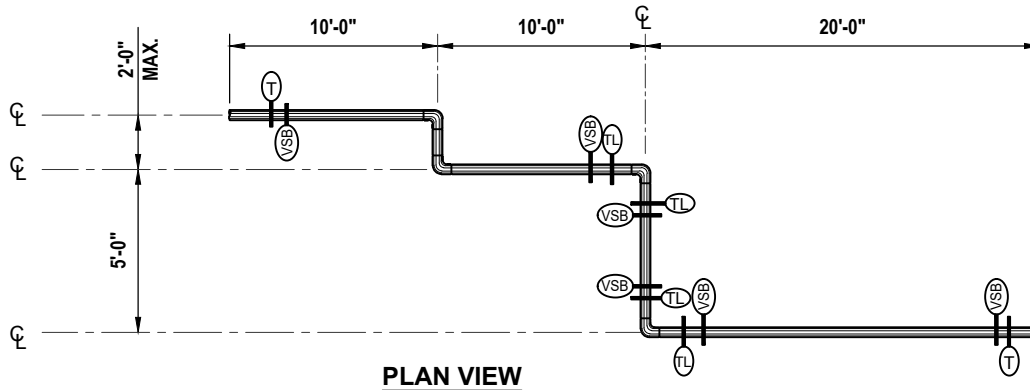 ℄
10'-0" 10'-0" 20'-0"
2'-0"
MAX.
℄
T
VSB
VSB
TL
℄
TL
VSB
5'-0"
VSB
TL
VSB
VSB
℄
TL
T
PLAN VIEW